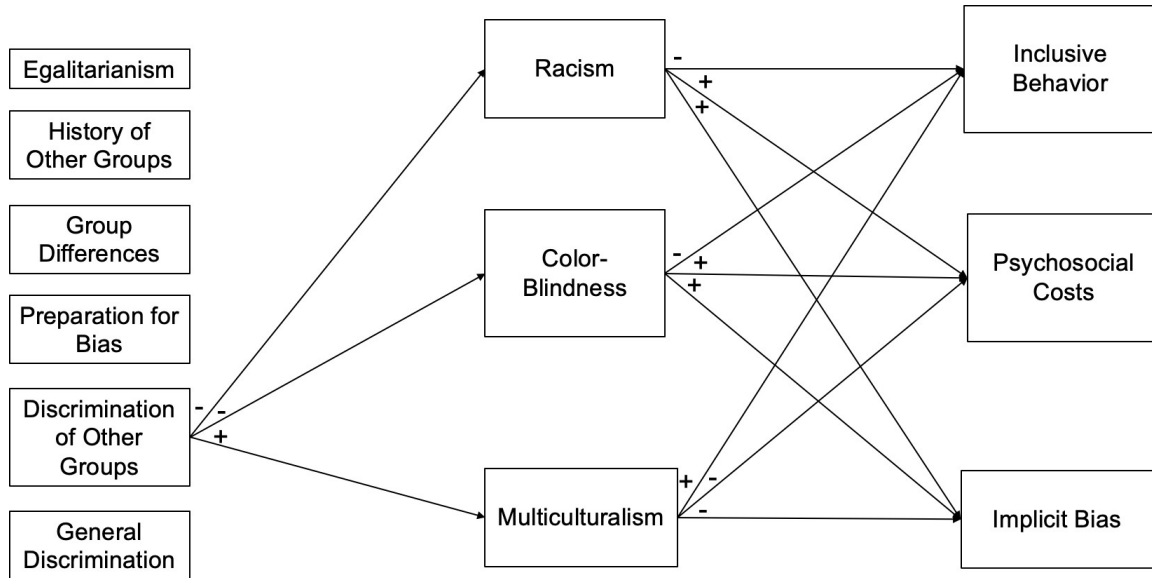 Egalitarianism
History of
Other Groups
Group
Differences
Preparation for
Bias
Discrimination
of Other
Groups
General
Discrimination
- -
+
Racism
Color-
Blindness
Multiculturalism
-
+
+
-
+
+
+ -
-
Inclusive
Behavior
Psychosocial
Costs
Implicit Bias